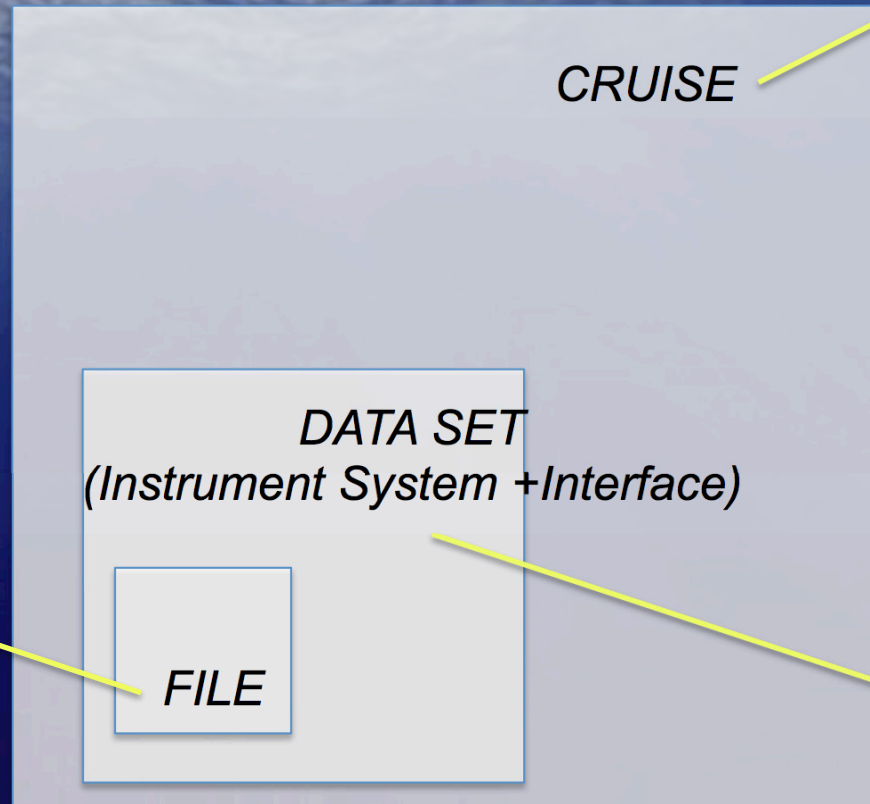 CRUISE
DATA SET
(Instrument System +Interface)
FILE